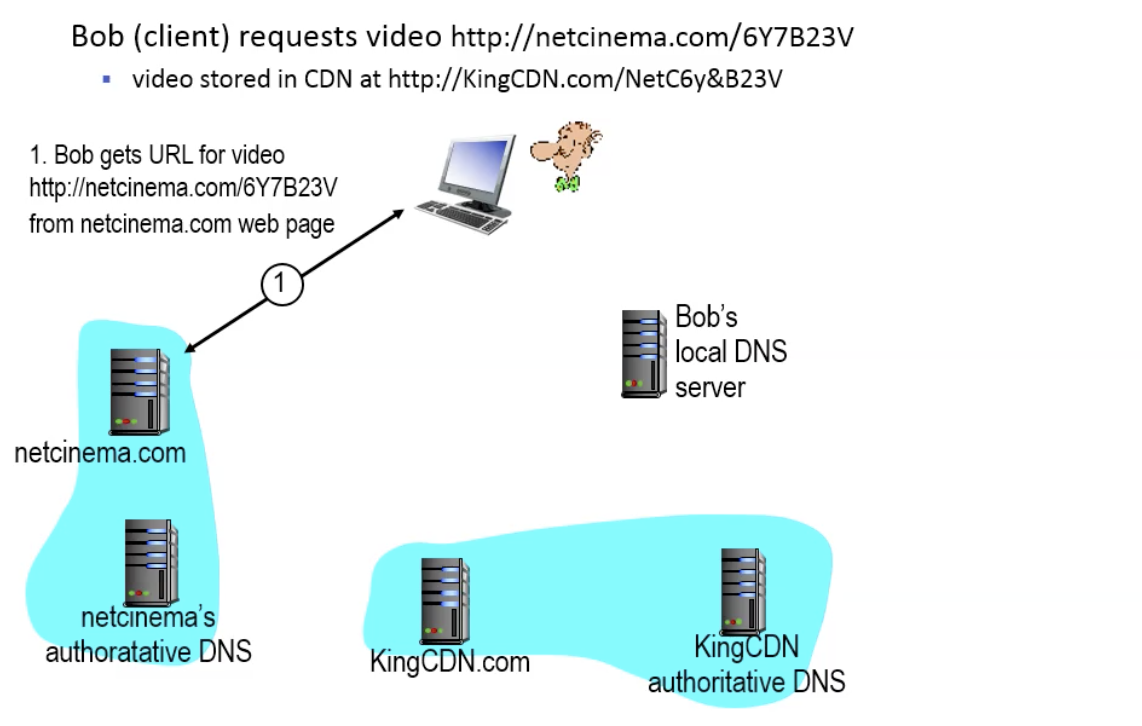 Bob (client) requests video http://netcinema.com/6Y7B23V
▪ video stored in CDN at http://KingCDN.com/NetC6y&B23V
1. Bob gets URL for video
http://netcinema.com/6Y7B23V
from netcinema.com web page
1
Bob's
local DNS
server
netcinema.com
netcinema's
authoratative DNS
KingCDN.com
KingCDN
authoritative DNS